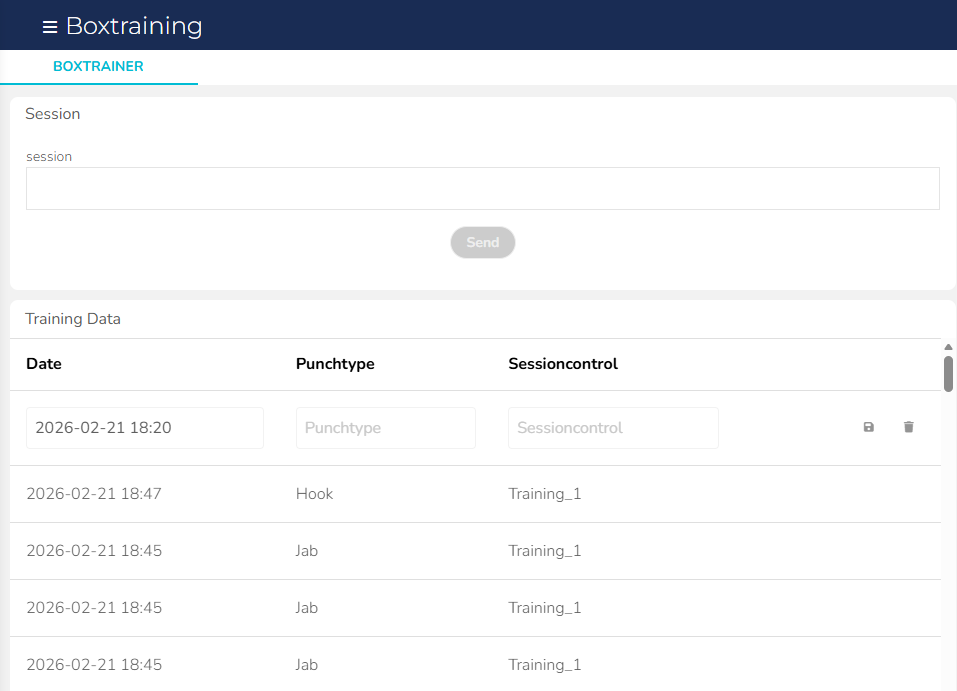 Boxtraining
BOXTRAINER
Session
session
Send
Training Data
Date Punchtype Sessioncontrol
2026-02-21 18:20 Punchtype Sessioncontrol
2026-02-21 18:47 Hook Training_1
2026-02-21 18:45 Jab Training_1
2026-02-21 18:45 Jab Training_1
2026-02-21 18:45 Jab Training_1